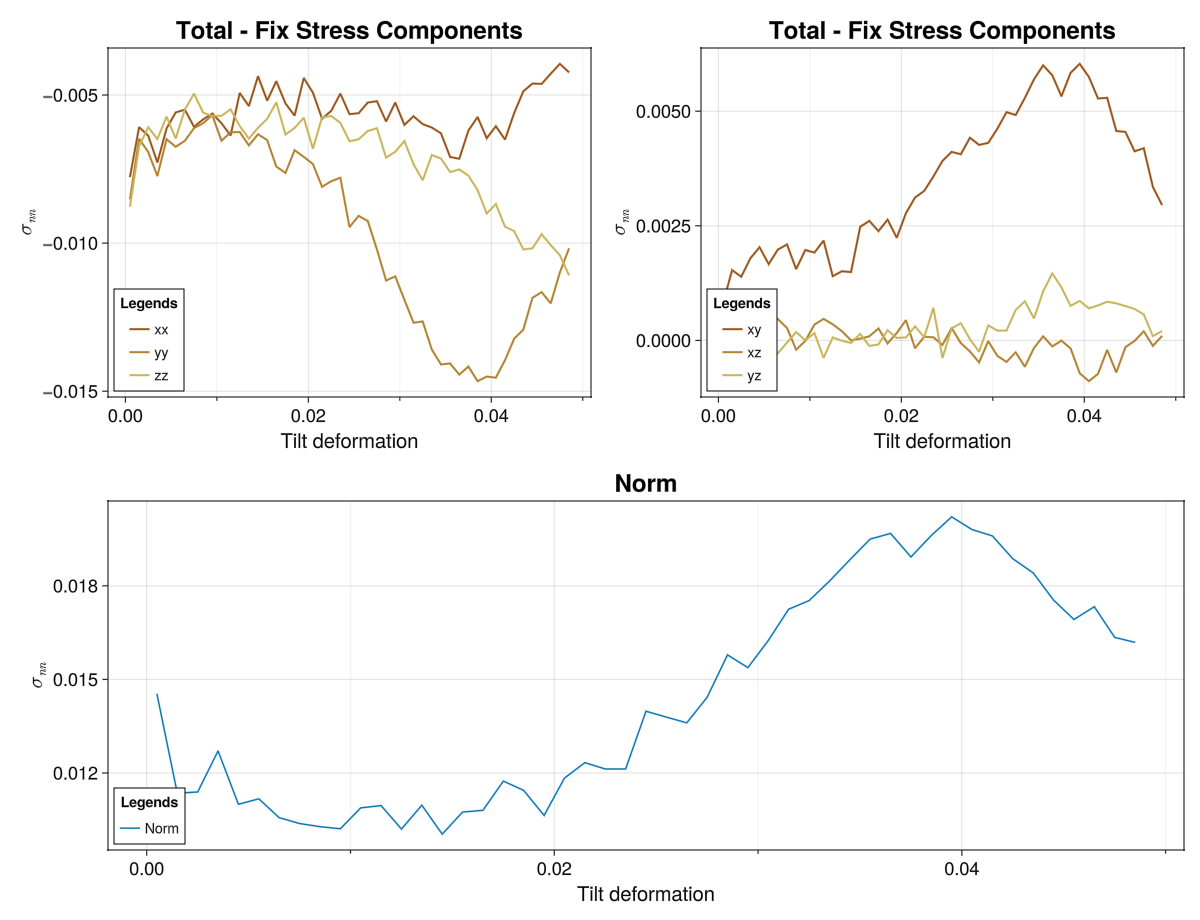 Total - Fix Stress Components
σnn
−0.005
−0.010
−0.015
Legends
xx
yy
zz
0.00 0.02 0.04
Tilt deformation
Total - Fix Stress Components
σnn
0.0050
0.0025
0.0000
Legends
xy
xz
yz
0.00 0.02 0.04
Tilt deformation
Norm
σnn
0.018
0.015
0.012
Legends
Norm
0.00 0.02 0.04
Tilt deformation